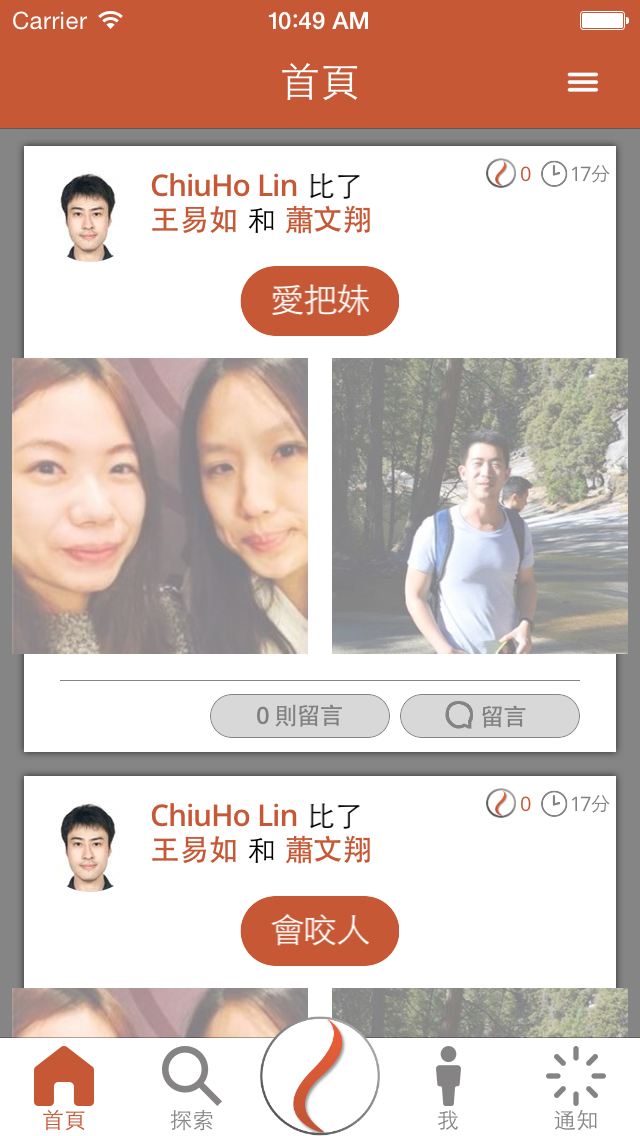 Carrier 10:49 AM
首頁
ChiuHo Lin 比了
王易如 和 蕭文翔
0 17分
愛把妹
0 則留言 留言
ChiuHo Lin 比了
王易如 和 蕭文翔
0 17分
會咬人
首頁 探索 我 通知